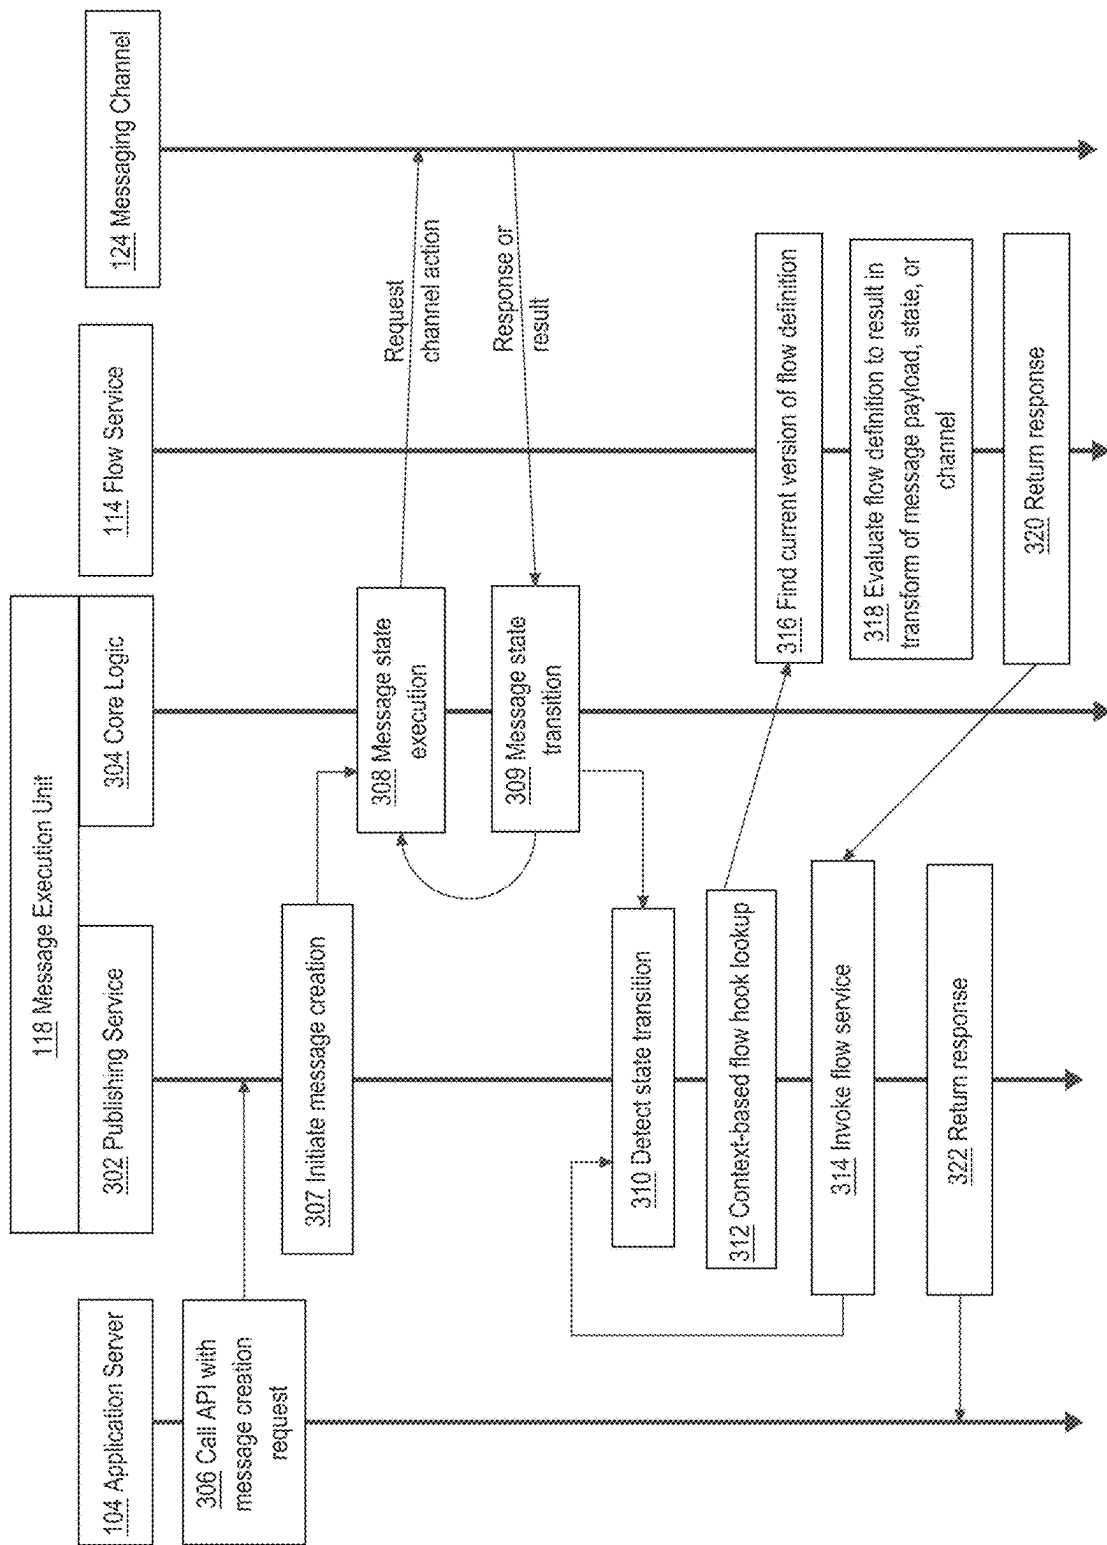 118 Message Execution Unit
104 Application Server
302 Publishing Service
304 Core Logic
114 Flow Service
124 Messaging Channel
306 Call API with
message creation
request
307 Initiate message creation
308 Message state
execution
Request
channel action
309 Message state
transition
Response or
result
310 Detect state transition
312 Context-based flow hook lookup
316 Find current version of flow definition
314 Invoke flow service
318 Evaluate flow definition to result in
transform of message payload, state, or
channel
322 Return response
320 Return response